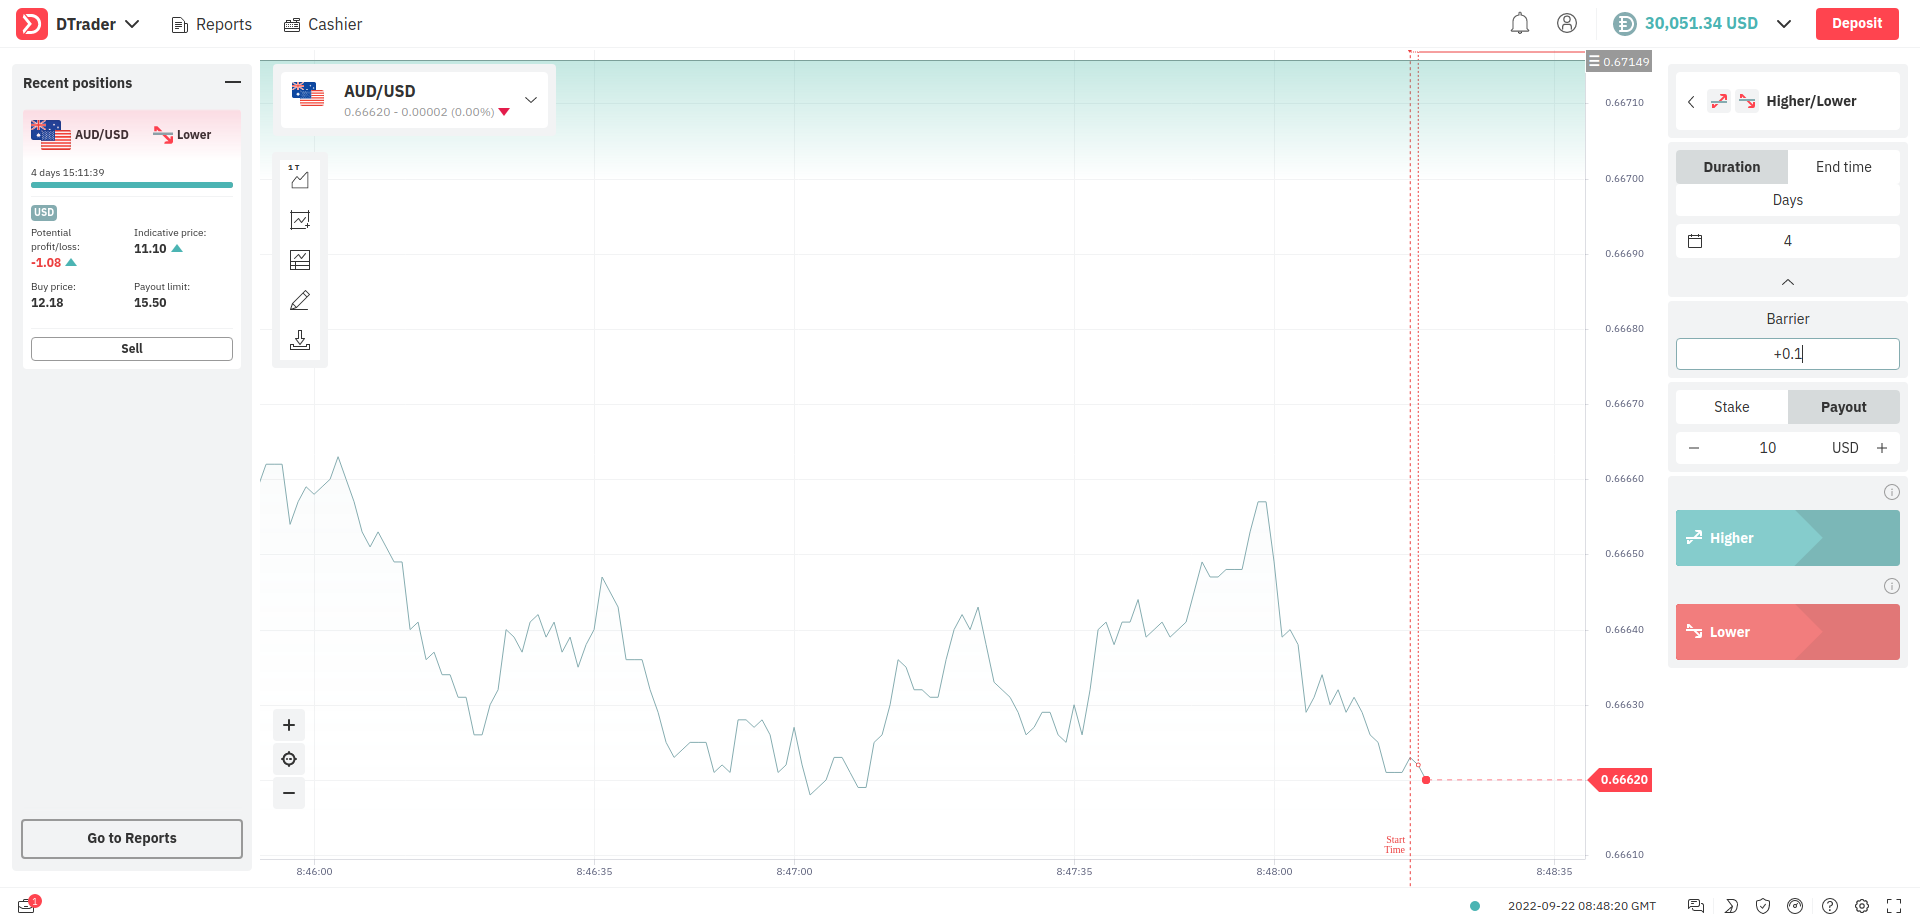 DTrader
Reports
Cashier
30,051.34 USD
Deposit
Recent positions
AUD/USD
Lower
4 days 15:11:39
USD
Potential
profit/loss:
-1.08
Indicative price:
11.10
Buy price:
12.18
Payout limit:
15.50
Sell
Go to Reports
1
AUD/USD
0.66620 - 0.00002 (0.00%)
1 T
0.67149
0.66710
0.66700
0.66690
0.66680
0.66670
0.66660
0.66650
0.66640
0.66630
0.66620
0.66610
Start
Time
8:46:00
8:46:35
8:47:00
8:47:35
8:48:00
8:48:35
Higher/Lower
Duration
End time
Days
4
Barrier
+0.1
Stake
Payout
10
USD
Higher
Lower
2022-09-22 08:48:20 GMT